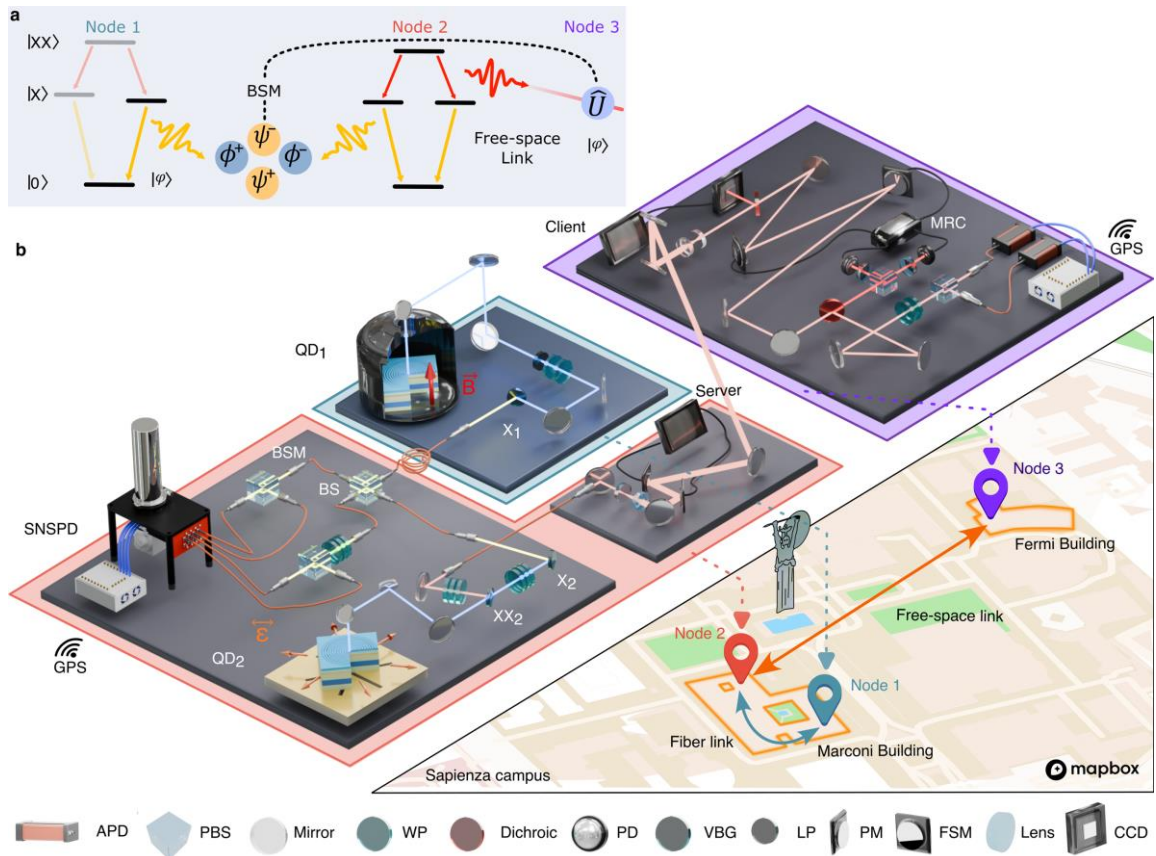 a
Node 1
Node 2
Node 3
|XX⟩
|X⟩
|0⟩
BSM
ψ⁻
ϕ⁺
ϕ⁻
ψ⁺
|φ⟩
Free-space
Link
Û
|φ⟩
b
Client
MRC
GPS
QD₁
B⃗
X₁
Server
BSM
BS
SNSPD
X₂
XX₂
ε
QD₂
GPS
Node 3
Fermi Building
Free-space link
Node 2
Node 1
Fiber link
Marconi Building
Sapienza campus
mapbox
APD PBS Mirror WP Dichroic PD VBG LP PM FSM Lens CCD